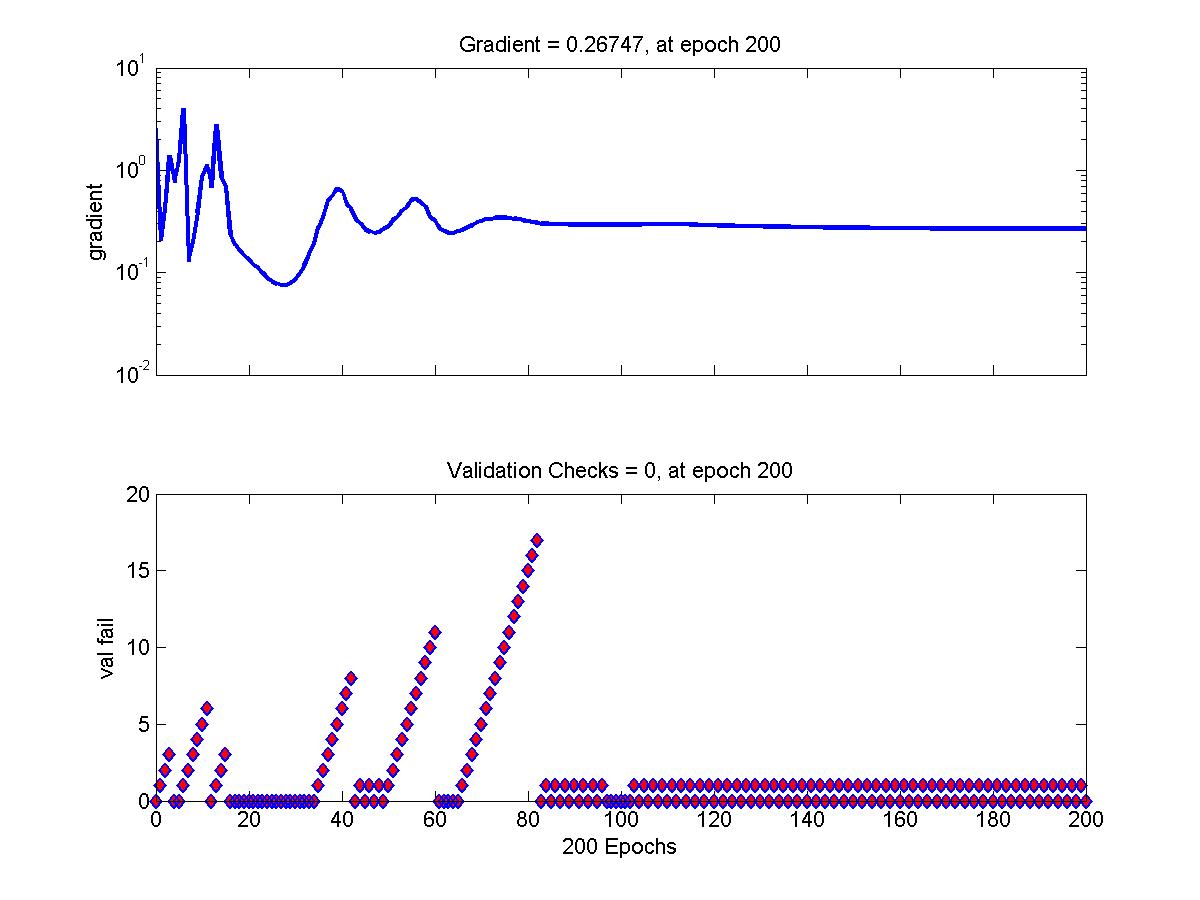 Gradient = 0.26747, at epoch 200
10^1
10^0
10^-1
10^-2
gradient
Validation Checks = 0, at epoch 200
20
15
10
5
0
val fail
0 20 40 60 80 100 120 140 160 180 200
200 Epochs